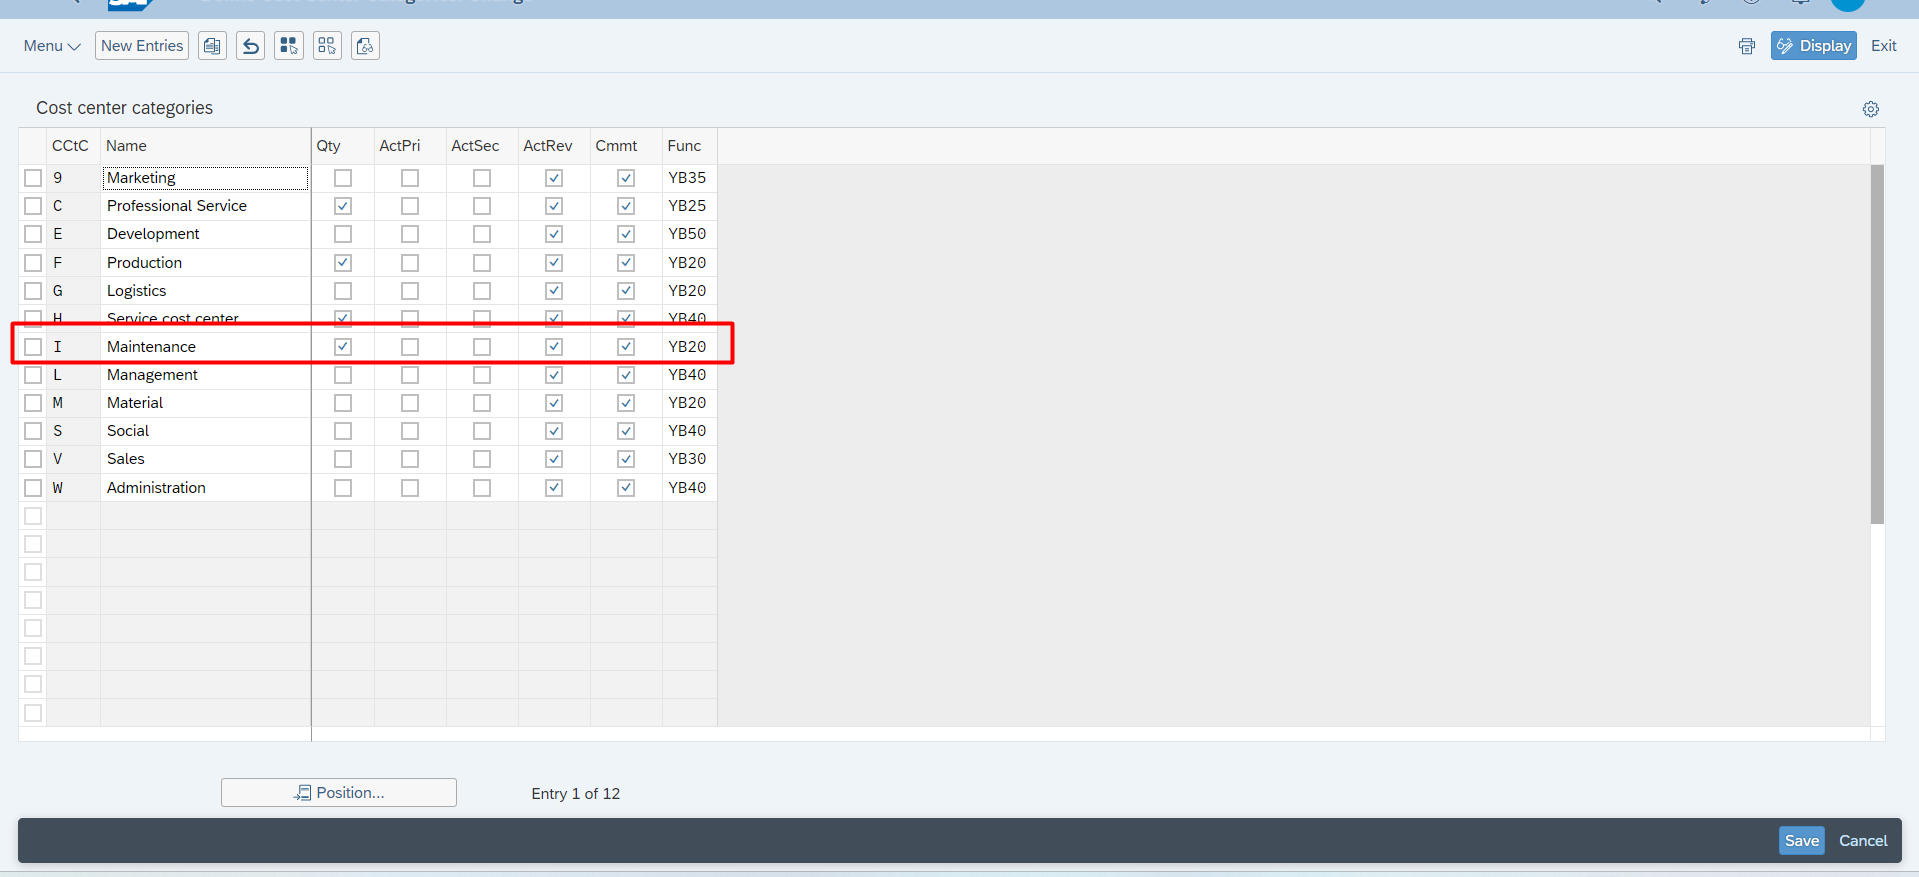 Menu New Entries Display Exit
Cost center categories
CCtC Name Qty ActPri ActSec ActRev Cmmt Func
9 Marketing YB35
C Professional Service YB25
E Development YB50
F Production YB20
G Logistics YB20
H Service cost center YB40
I Maintenance YB20
L Management YB40
M Material YB20
S Social YB40
V Sales YB30
W Administration YB40
Position... Entry 1 of 12
Save Cancel